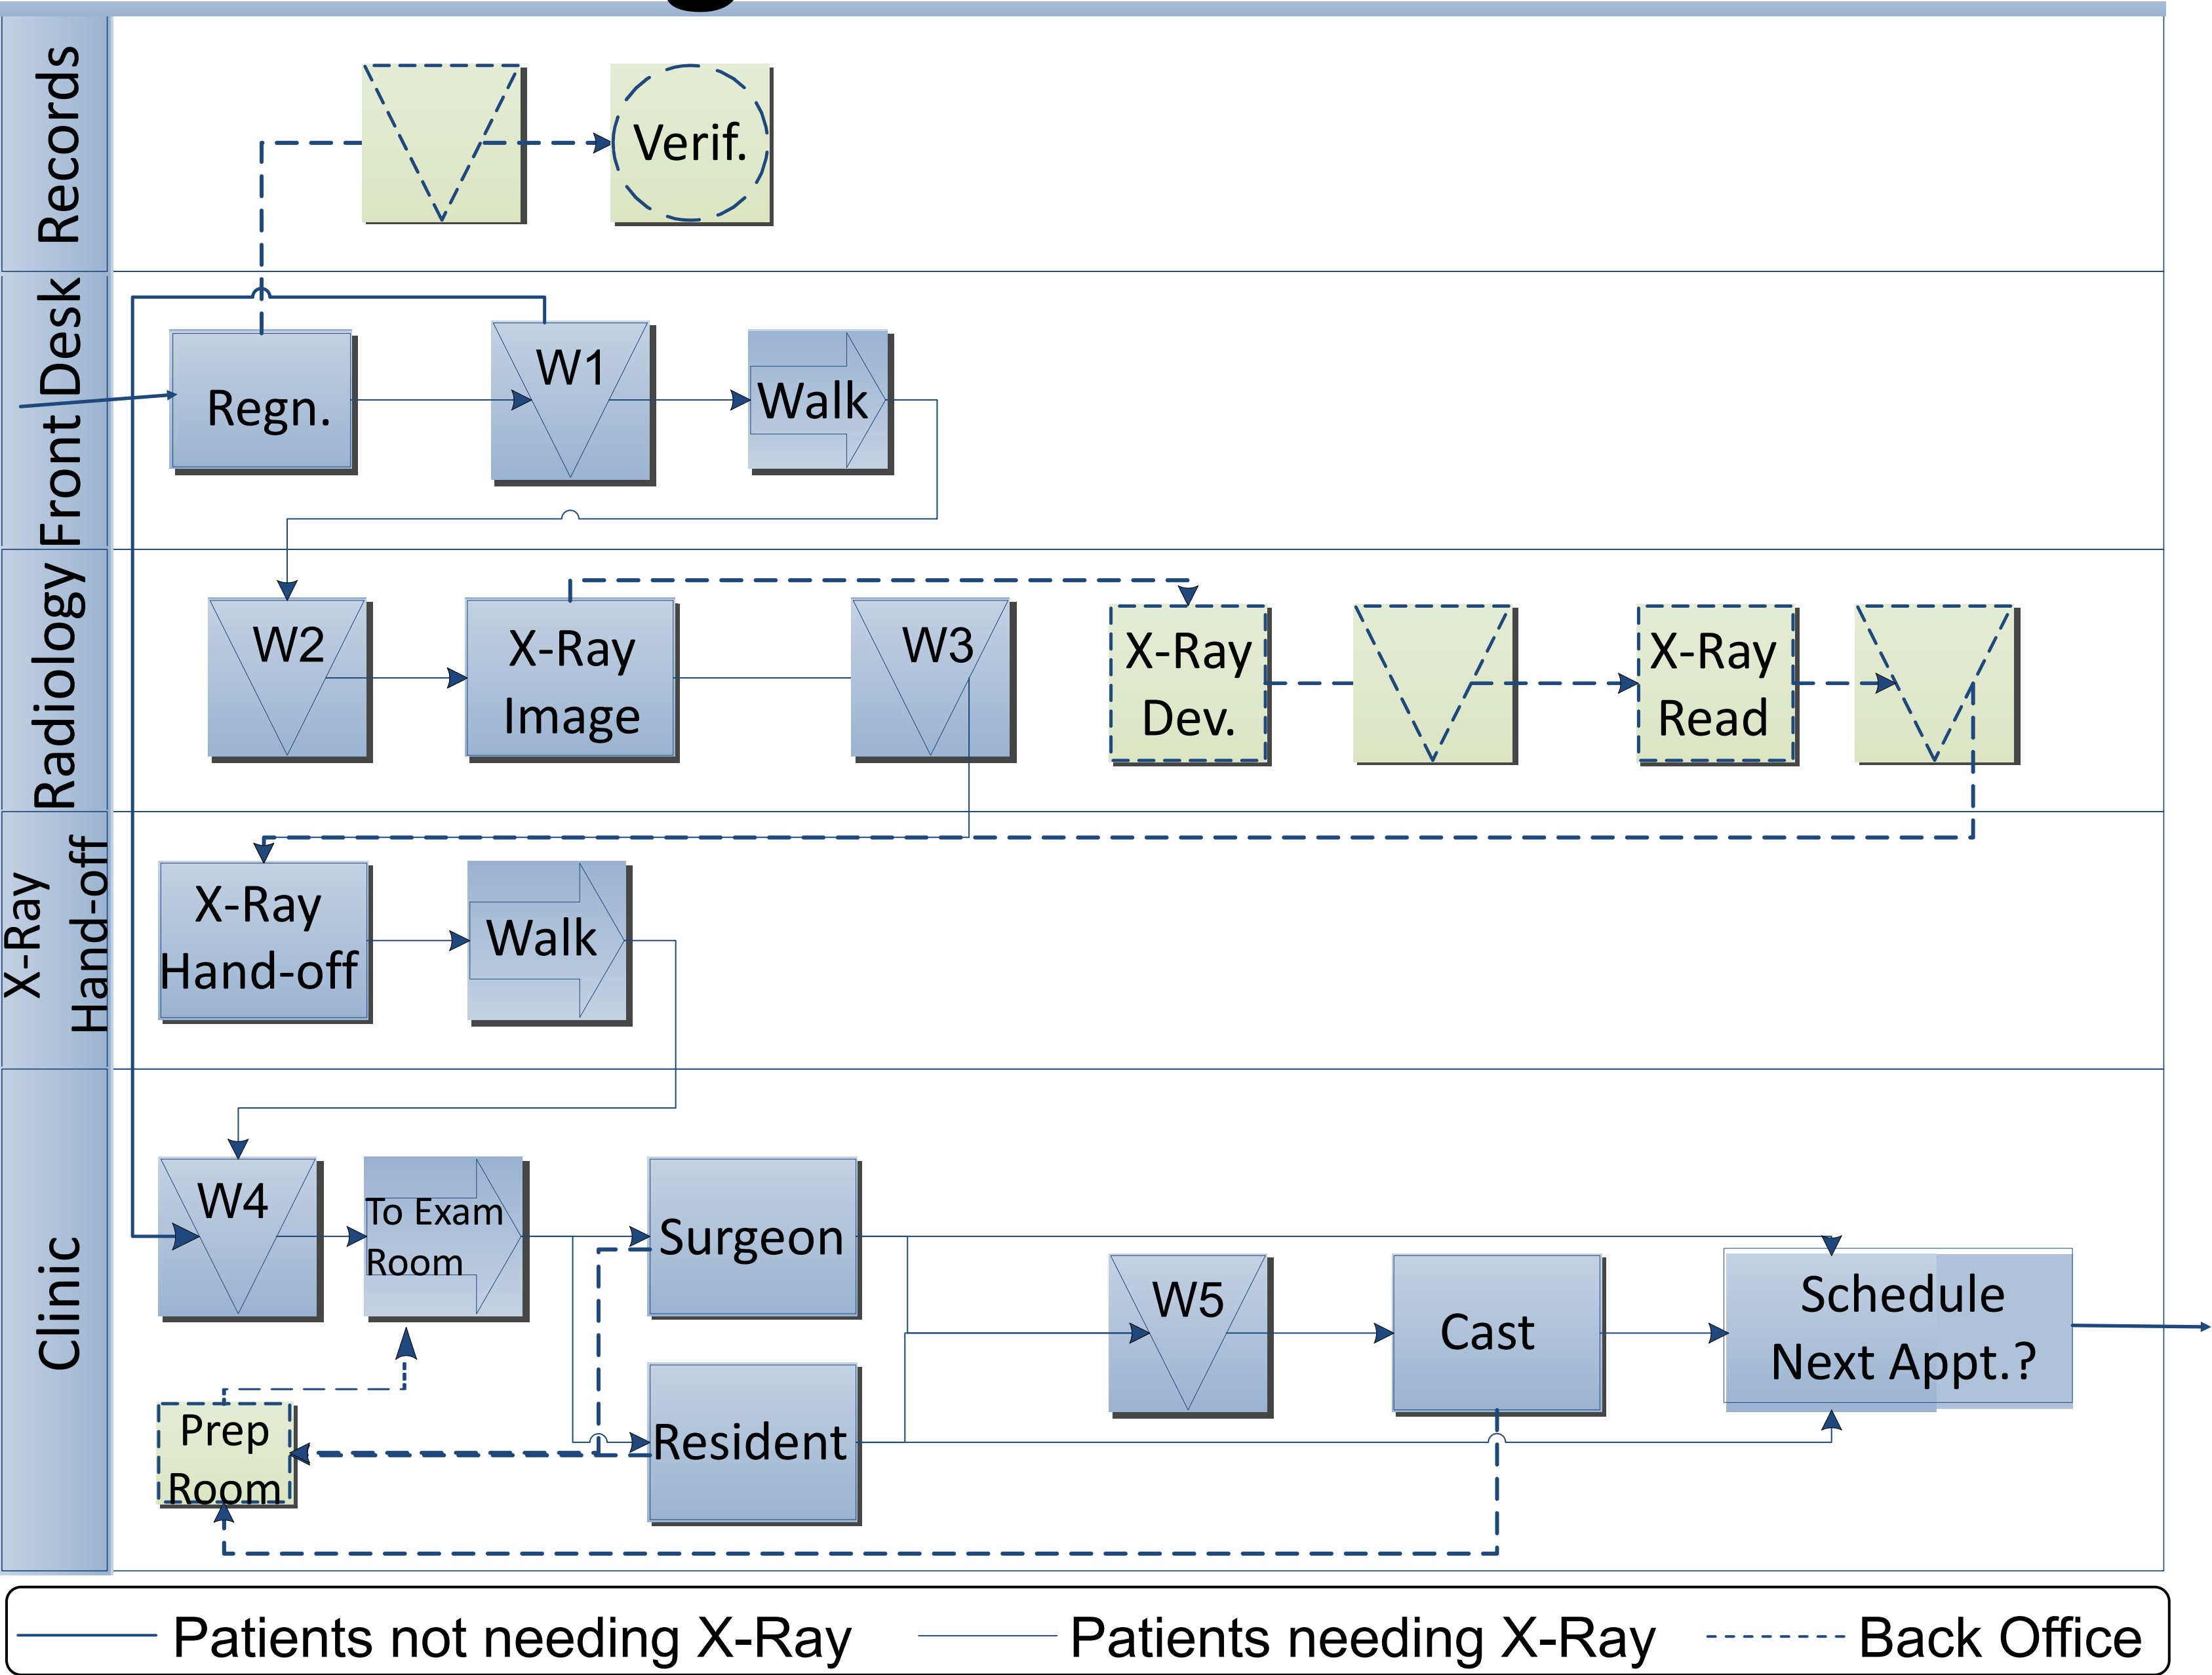 Records
Verif.
Front Desk
Regn.
W1
Walk
Radiology
W2
X-Ray
Image
W3
X-Ray
Dev.
X-Ray
Read
X-Ray
Hand-off
X-Ray
Hand-off
Walk
Clinic
W4
To Exam
Room
Surgeon
W5
Cast
Schedule
Next Appt.?
Prep
Room
Resident
Patients not needing X-Ray
Patients needing X-Ray
Back Office